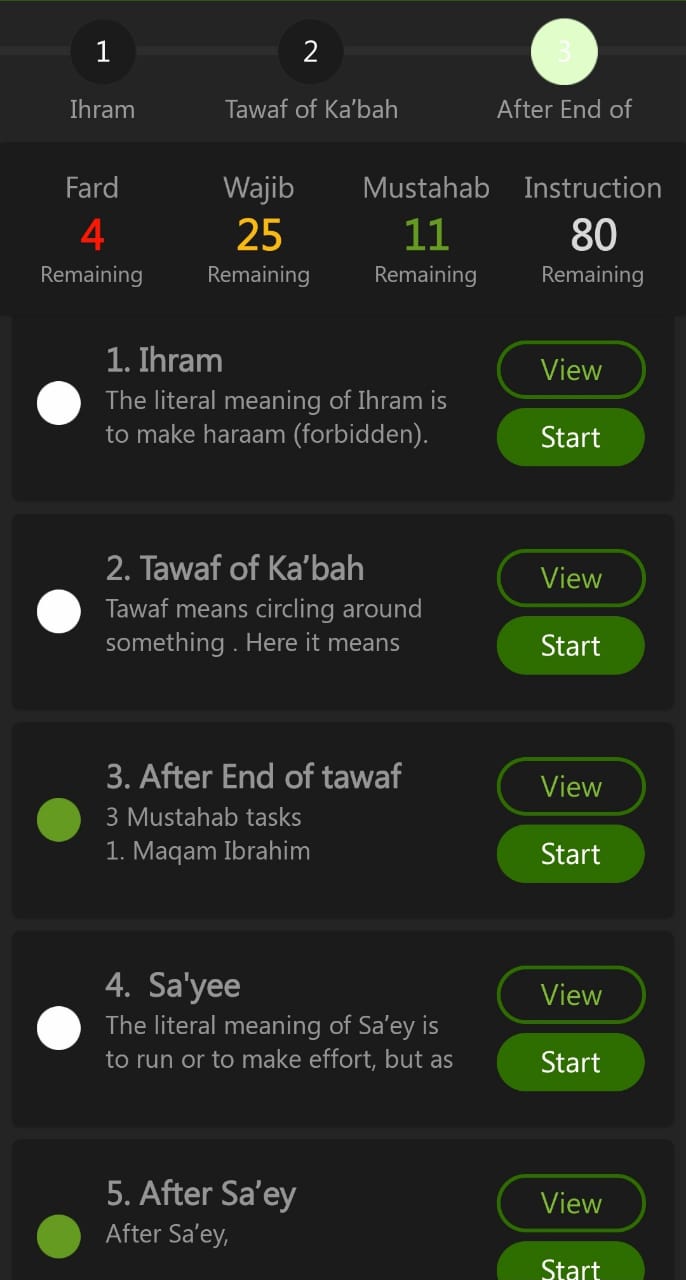 1 2 3
Ihram Tawaf of Ka’bah After End of
Fard Wajib Mustahab Instruction
4 25 11 80
Remaining Remaining Remaining Remaining
1. Ihram
The literal meaning of Ihram is
to make haraam (forbidden).
View
Start
2. Tawaf of Ka’bah
Tawaf means circling around
something . Here it means
View
Start
3. After End of tawaf
3 Mustahab tasks
1. Maqam Ibrahim
View
Start
4.  Sa'yee
The literal meaning of Sa’ey is
to run or to make effort, but as
View
Start
5. After Sa’ey
After Sa’ey,
View
Start